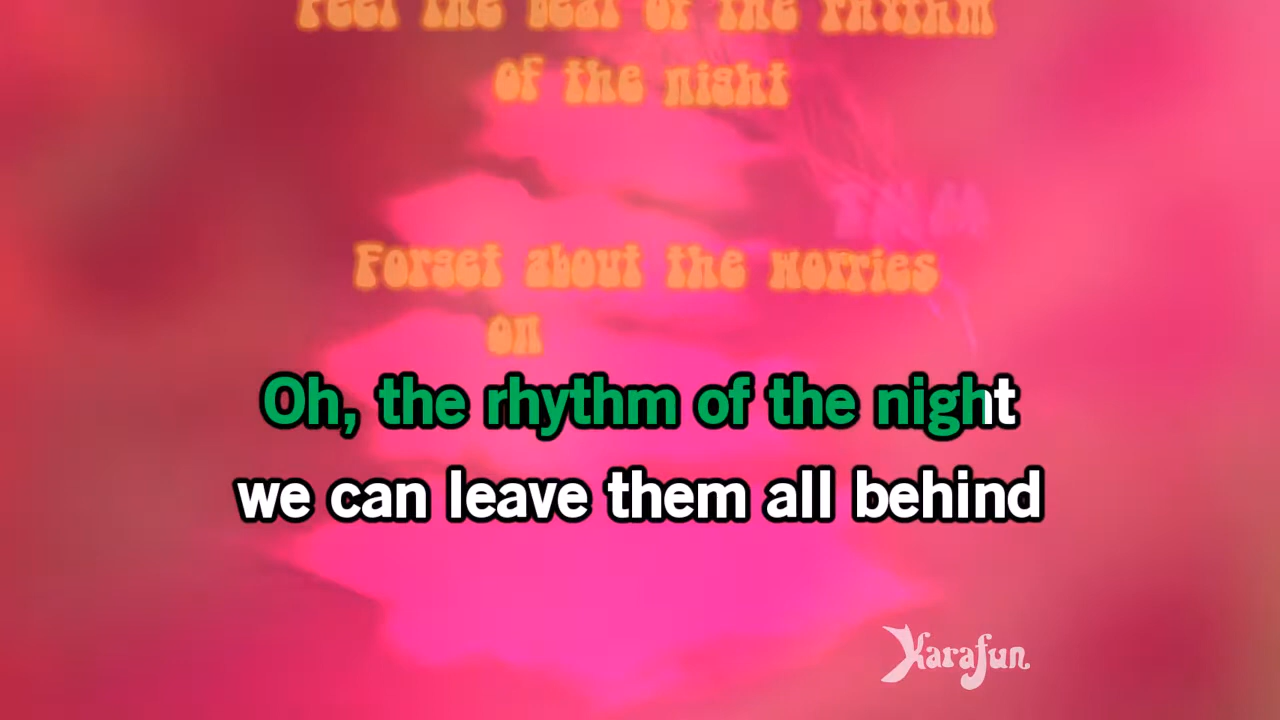 Feel the beat of the rhythm
of the night
Forget about the worries
on
Oh, the rhythm of the night
we can leave them all behind
Karafun